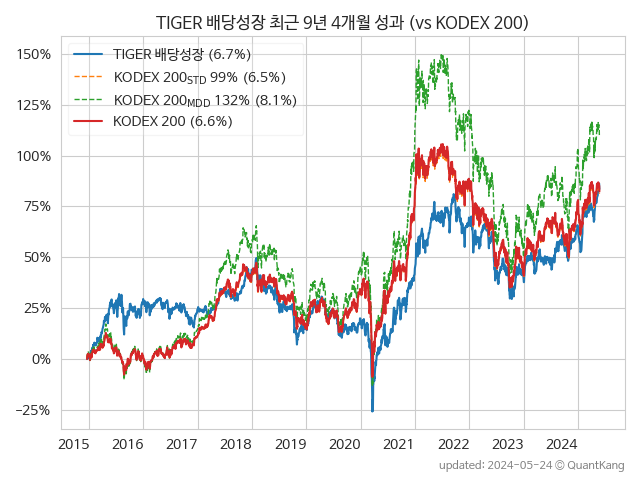 TIGER 배당성장 최근 9년 4개월 성과 (vs KODEX 200)
TIGER 배당성장 (6.7%)
KODEX 200STD 99% (6.5%)
KODEX 200MDD 132% (8.1%)
KODEX 200 (6.6%)
150%
125%
100%
75%
50%
25%
0%
−25%
2015 2016 2017 2018 2019 2020 2021 2022 2023 2024
updated: 2024-05-24 © QuantKang